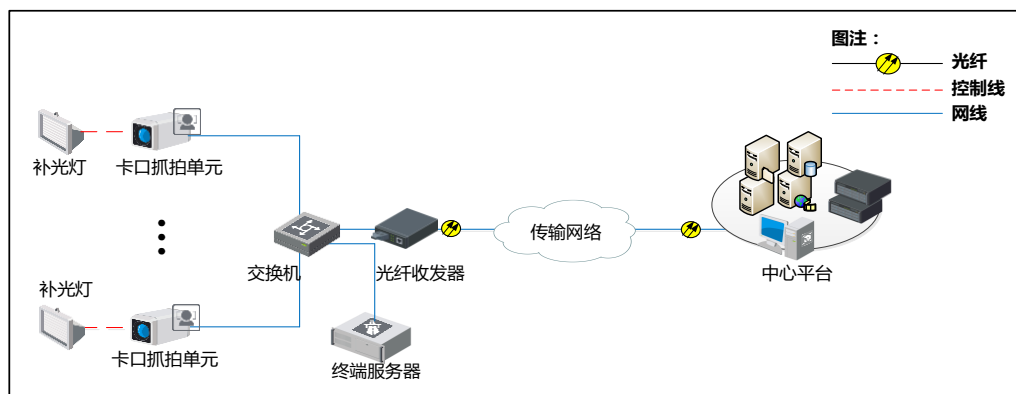 图注：
光纤
控制线
网线
补光灯
卡口抓拍单元
交换机
光纤收发器
传输网络
中心平台
补光灯
卡口抓拍单元
终端服务器